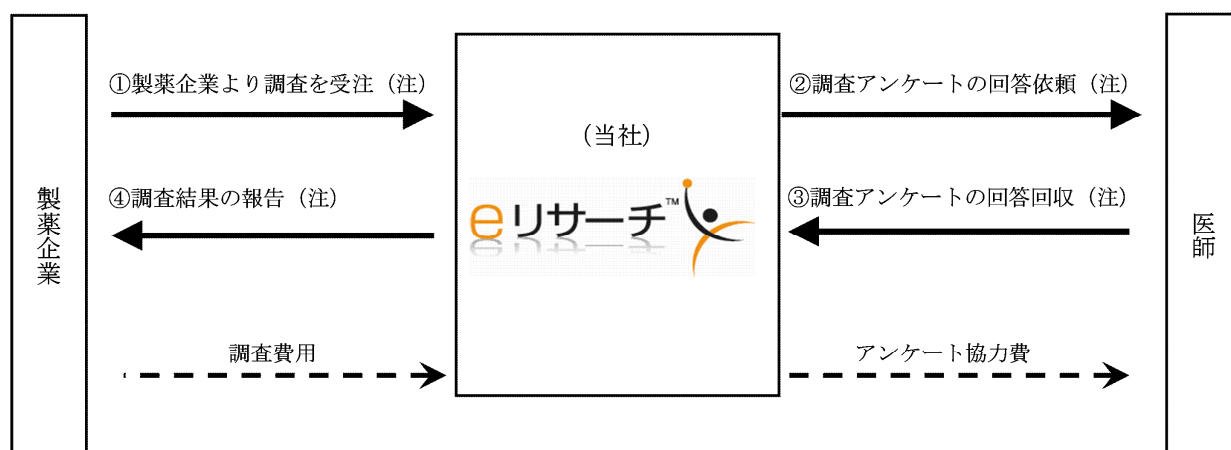 ①製薬企業より調査を受注（注）
②調査アンケートの回答依頼（注）
（当社）
④調査結果の報告（注）
③調査アンケートの回答回収（注）
製薬企業
eリサーチ™
医師
調査費用
アンケート協力費